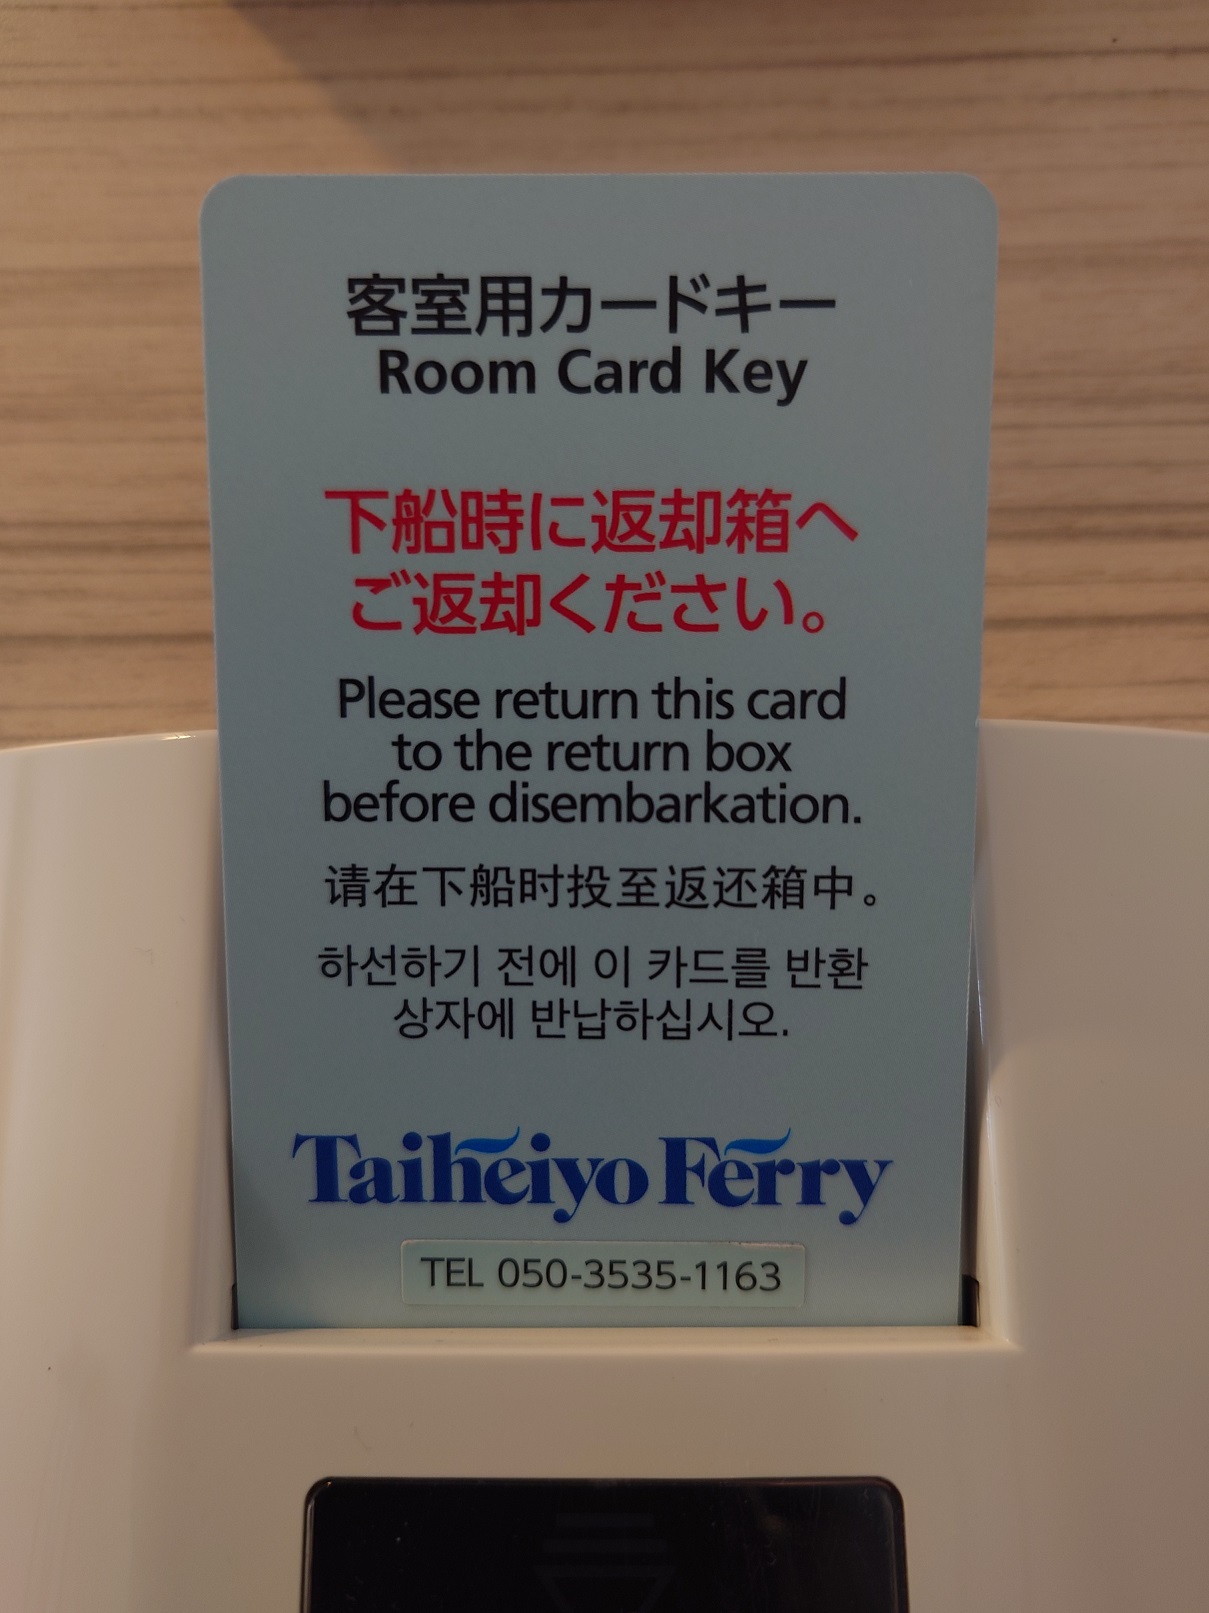 客室用カードキー
Room Card Key
下船時に返却箱へ
ご返却ください。
Please return this card
to the return box
before disembarkation.
请在下船时投至返还箱中。
하선하기 전에 이 카드를 반환
상자에 반납하십시오.
Taiheiyo Ferry
TEL 050-3535-1163